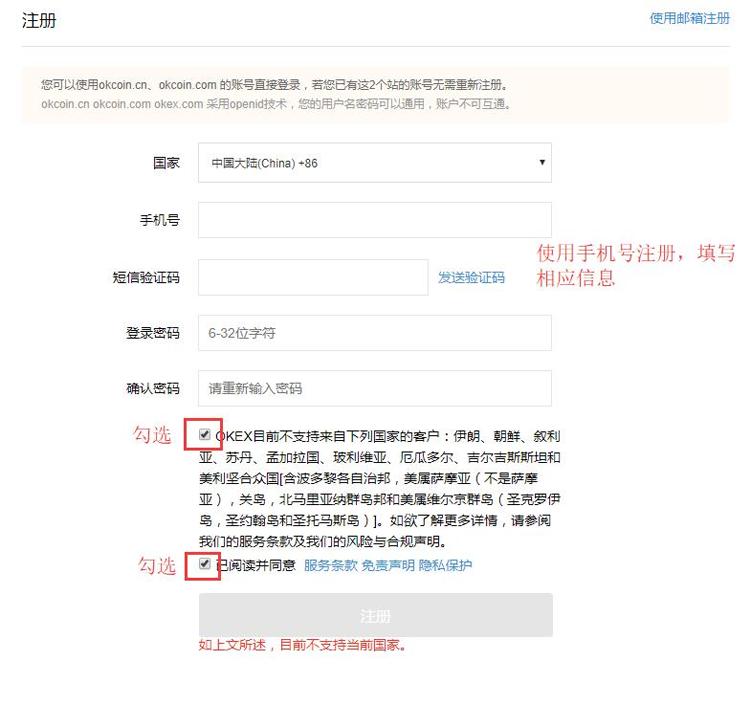 注册
使用邮箱注册
您可以使用okcoin.cn、okcoin.com 的账号直接登录，若您已有这2个站的账号无需重新注册。
okcoin.cn okcoin.com okex.com 采用openid技术，您的用户名密码可以通用，账户不可互通。
国家
中国大陆(China) +86
手机号
使用手机号注册，填写
相应信息
短信验证码
发送验证码
登录密码
6-32位字符
确认密码
请重新输入密码
勾选
OKEX目前不支持来自下列国家的客户：伊朗、朝鲜、叙利
亚、苏丹、孟加拉国、玻利维亚、厄瓜多尔、吉尔吉斯斯坦和
美利坚合众国[含波多黎各自治邦，美属萨摩亚（不是萨摩
亚），关岛，北马里亚纳群岛邦和美属维尔京群岛（圣克罗伊
岛，圣约翰岛和圣托马斯岛）]。如欲了解更多详情，请参阅
我们的服务条款及我们的风险与合规声明。
勾选
已阅读并同意 服务条款 免责声明 隐私保护
注册
如上文所述，目前不支持当前国家。